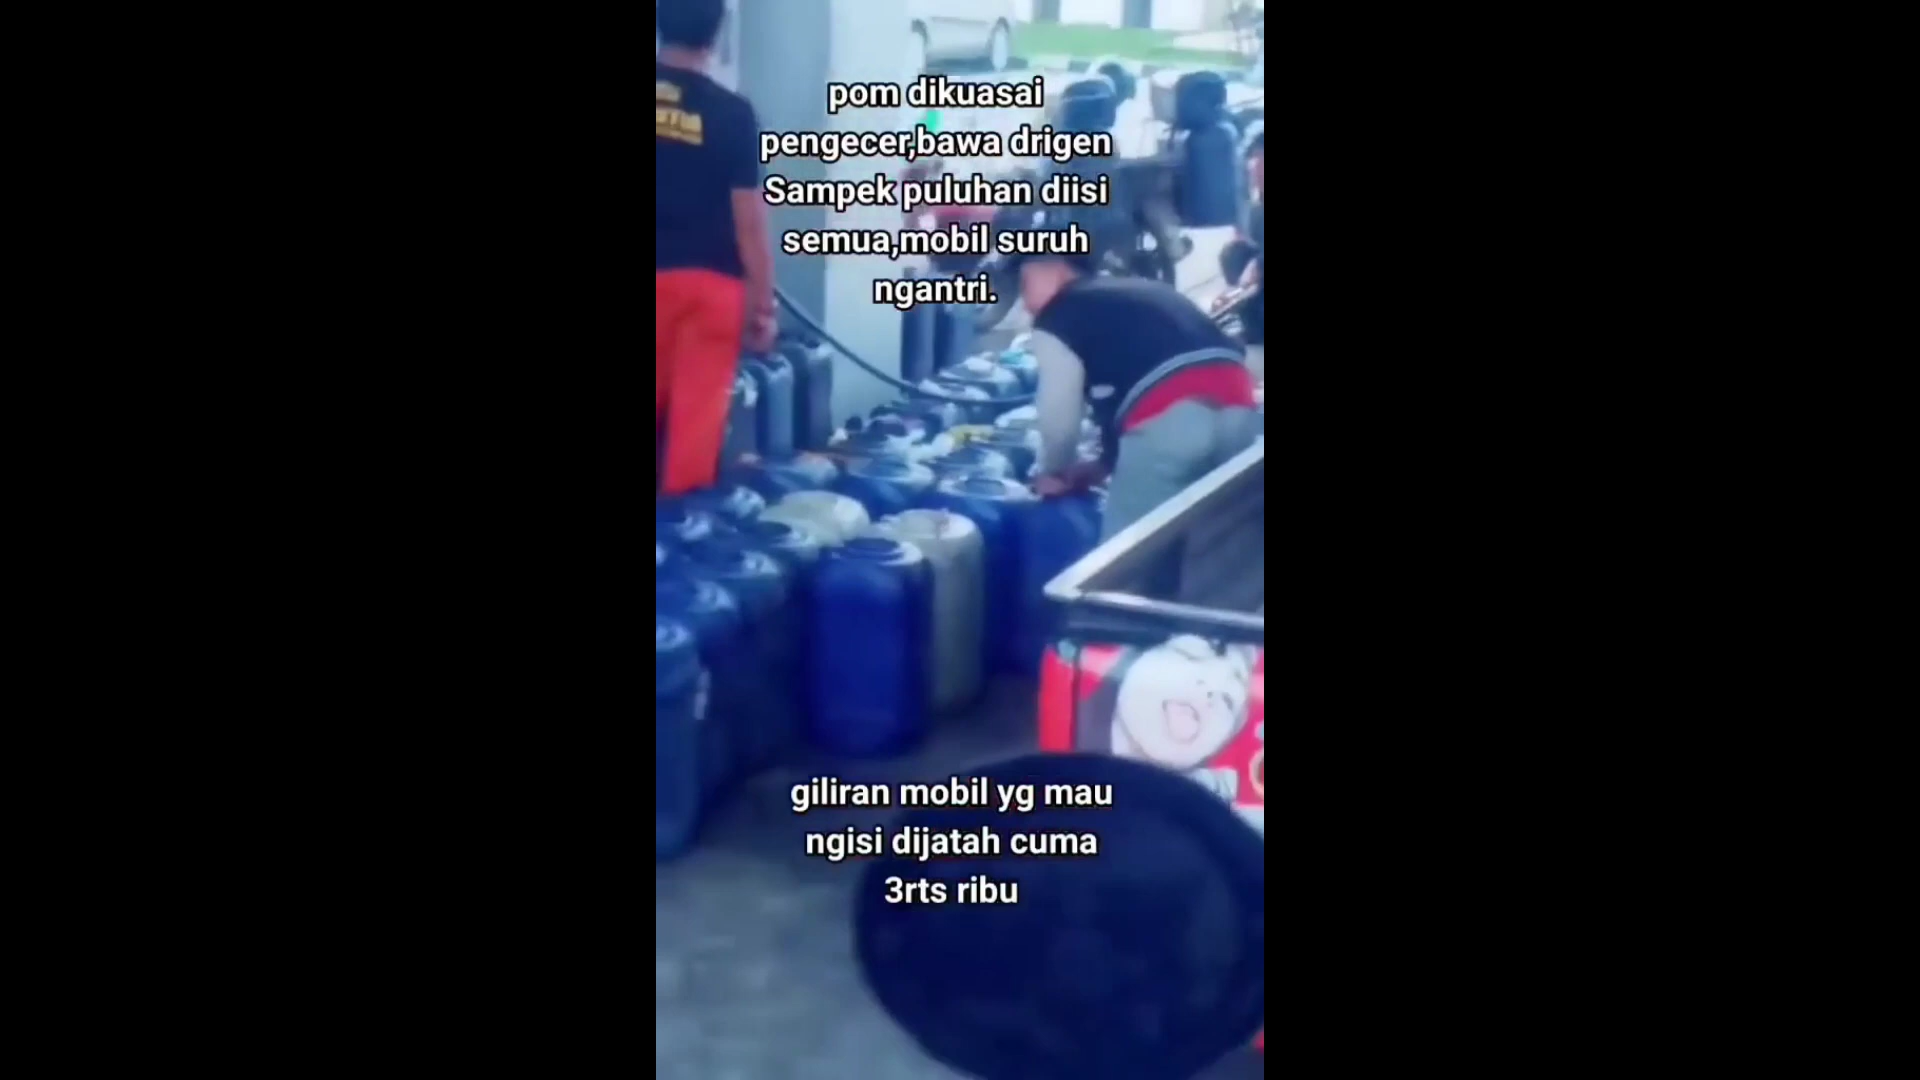 pom dikuasai
pengecer,bawa drigen
Sampek puluhan diisi
semua,mobil suruh
ngantri.
giliran mobil yg mau
ngisi dijatah cuma
3rts ribu